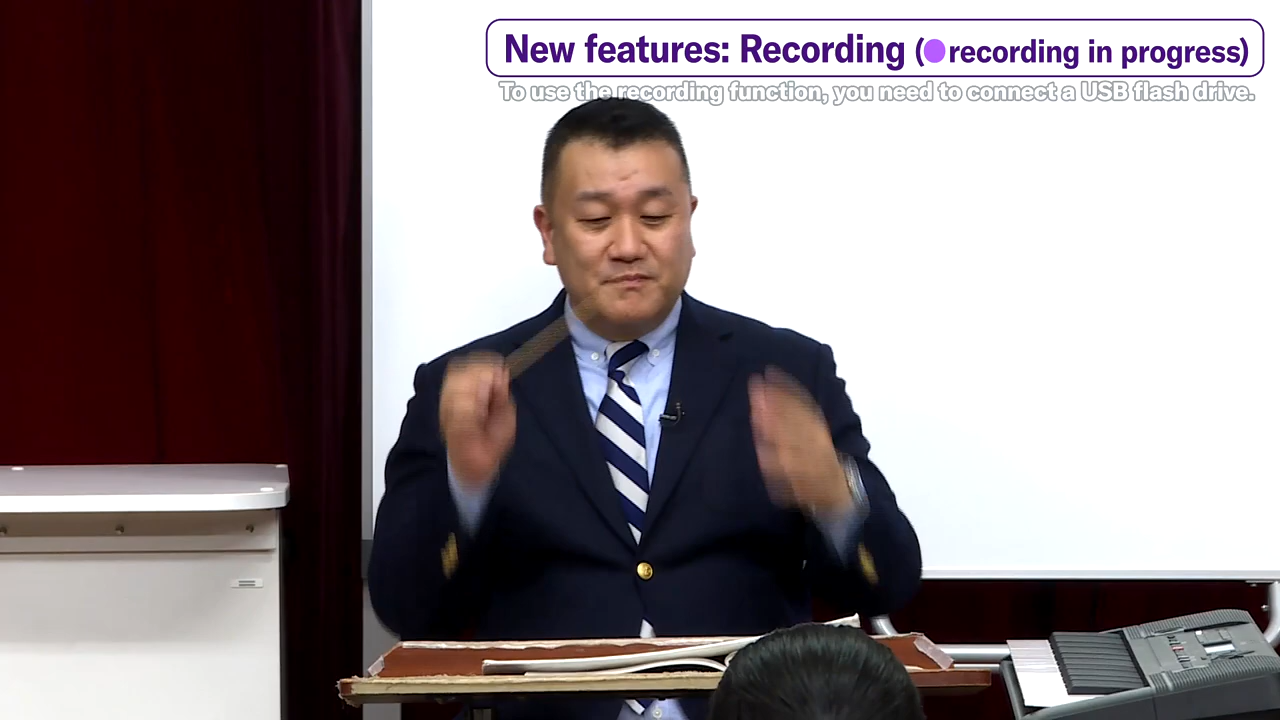 New features: Recording (●recording in progress)
To use the recording function, you need to connect a USB flash drive.